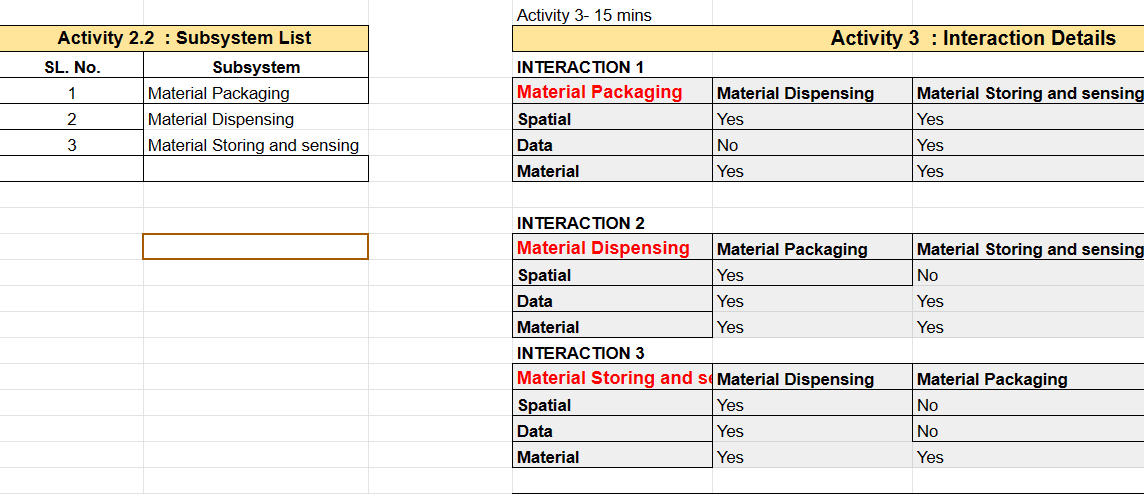 Activity 3- 15 mins
Activity 2.2 : Subsystem List
Activity 3 : Interaction Details
SL. No. Subsystem
INTERACTION 1
1 Material Packaging
Material Packaging Material Dispensing Material Storing and sensing
2 Material Dispensing
Spatial Yes Yes
3 Material Storing and sensing
Data No Yes
Material Yes Yes
INTERACTION 2
Material Dispensing Material Packaging Material Storing and sensing
Spatial Yes No
Data Yes Yes
Material Yes Yes
INTERACTION 3
Material Storing and se Material Dispensing Material Packaging
Spatial Yes No
Data Yes No
Material Yes Yes